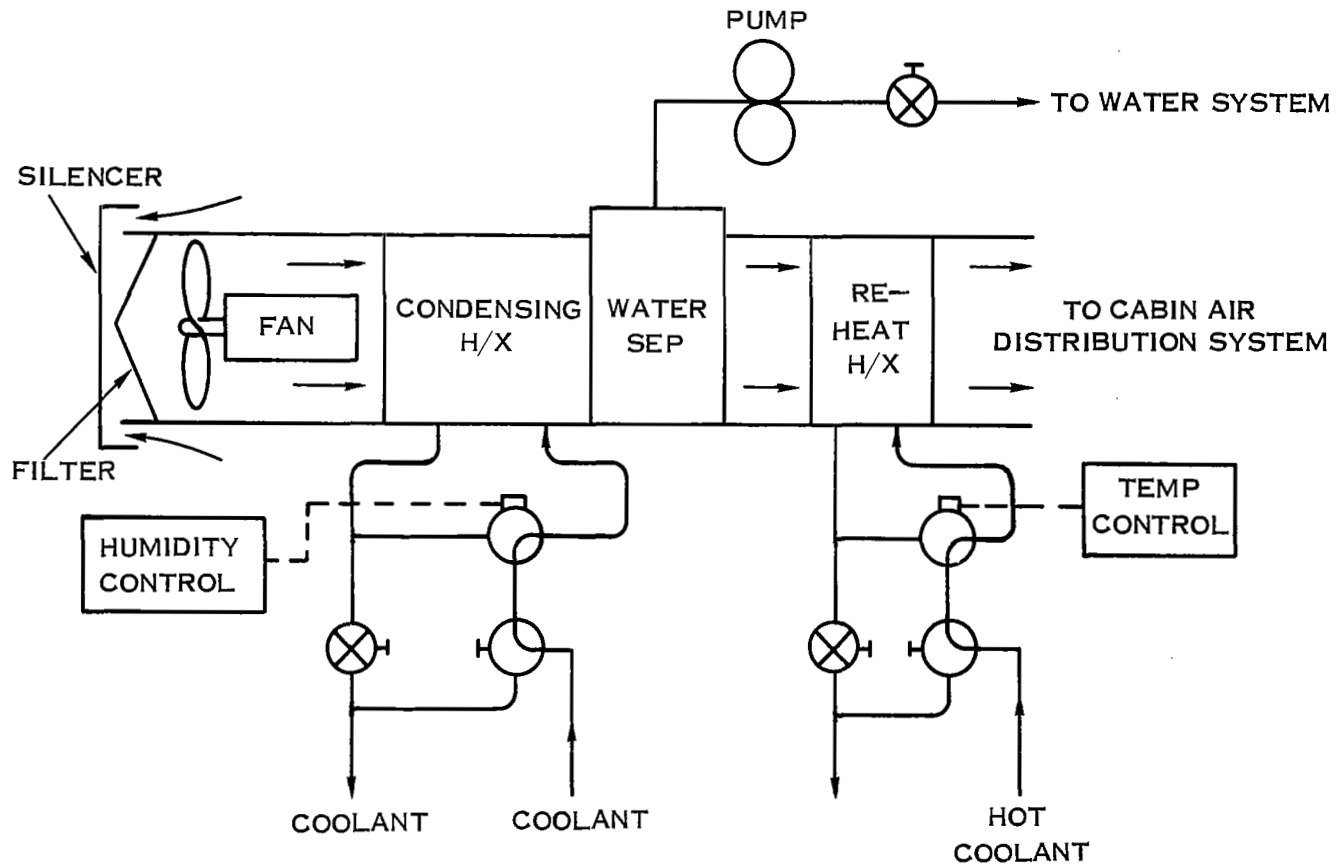 PUMP
TO WATER SYSTEM
SILENCER
FAN
CONDENSING
H/X
WATER
SEP
RE-
HEAT
H/X
TO CABIN AIR
DISTRIBUTION SYSTEM
FILTER
HUMIDITY
CONTROL
TEMP
CONTROL
COOLANT
COOLANT
HOT
COOLANT